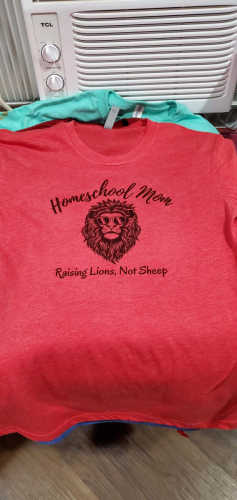 TCL
Homeschool Mom
Raising Lions, Not Sheep